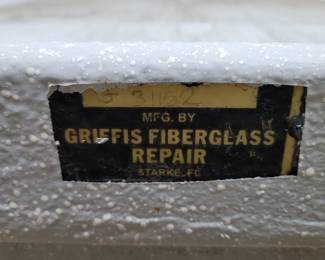 MFG. BY
GRIFFIS FIBERGLASS
REPAIR
STARKE, FL